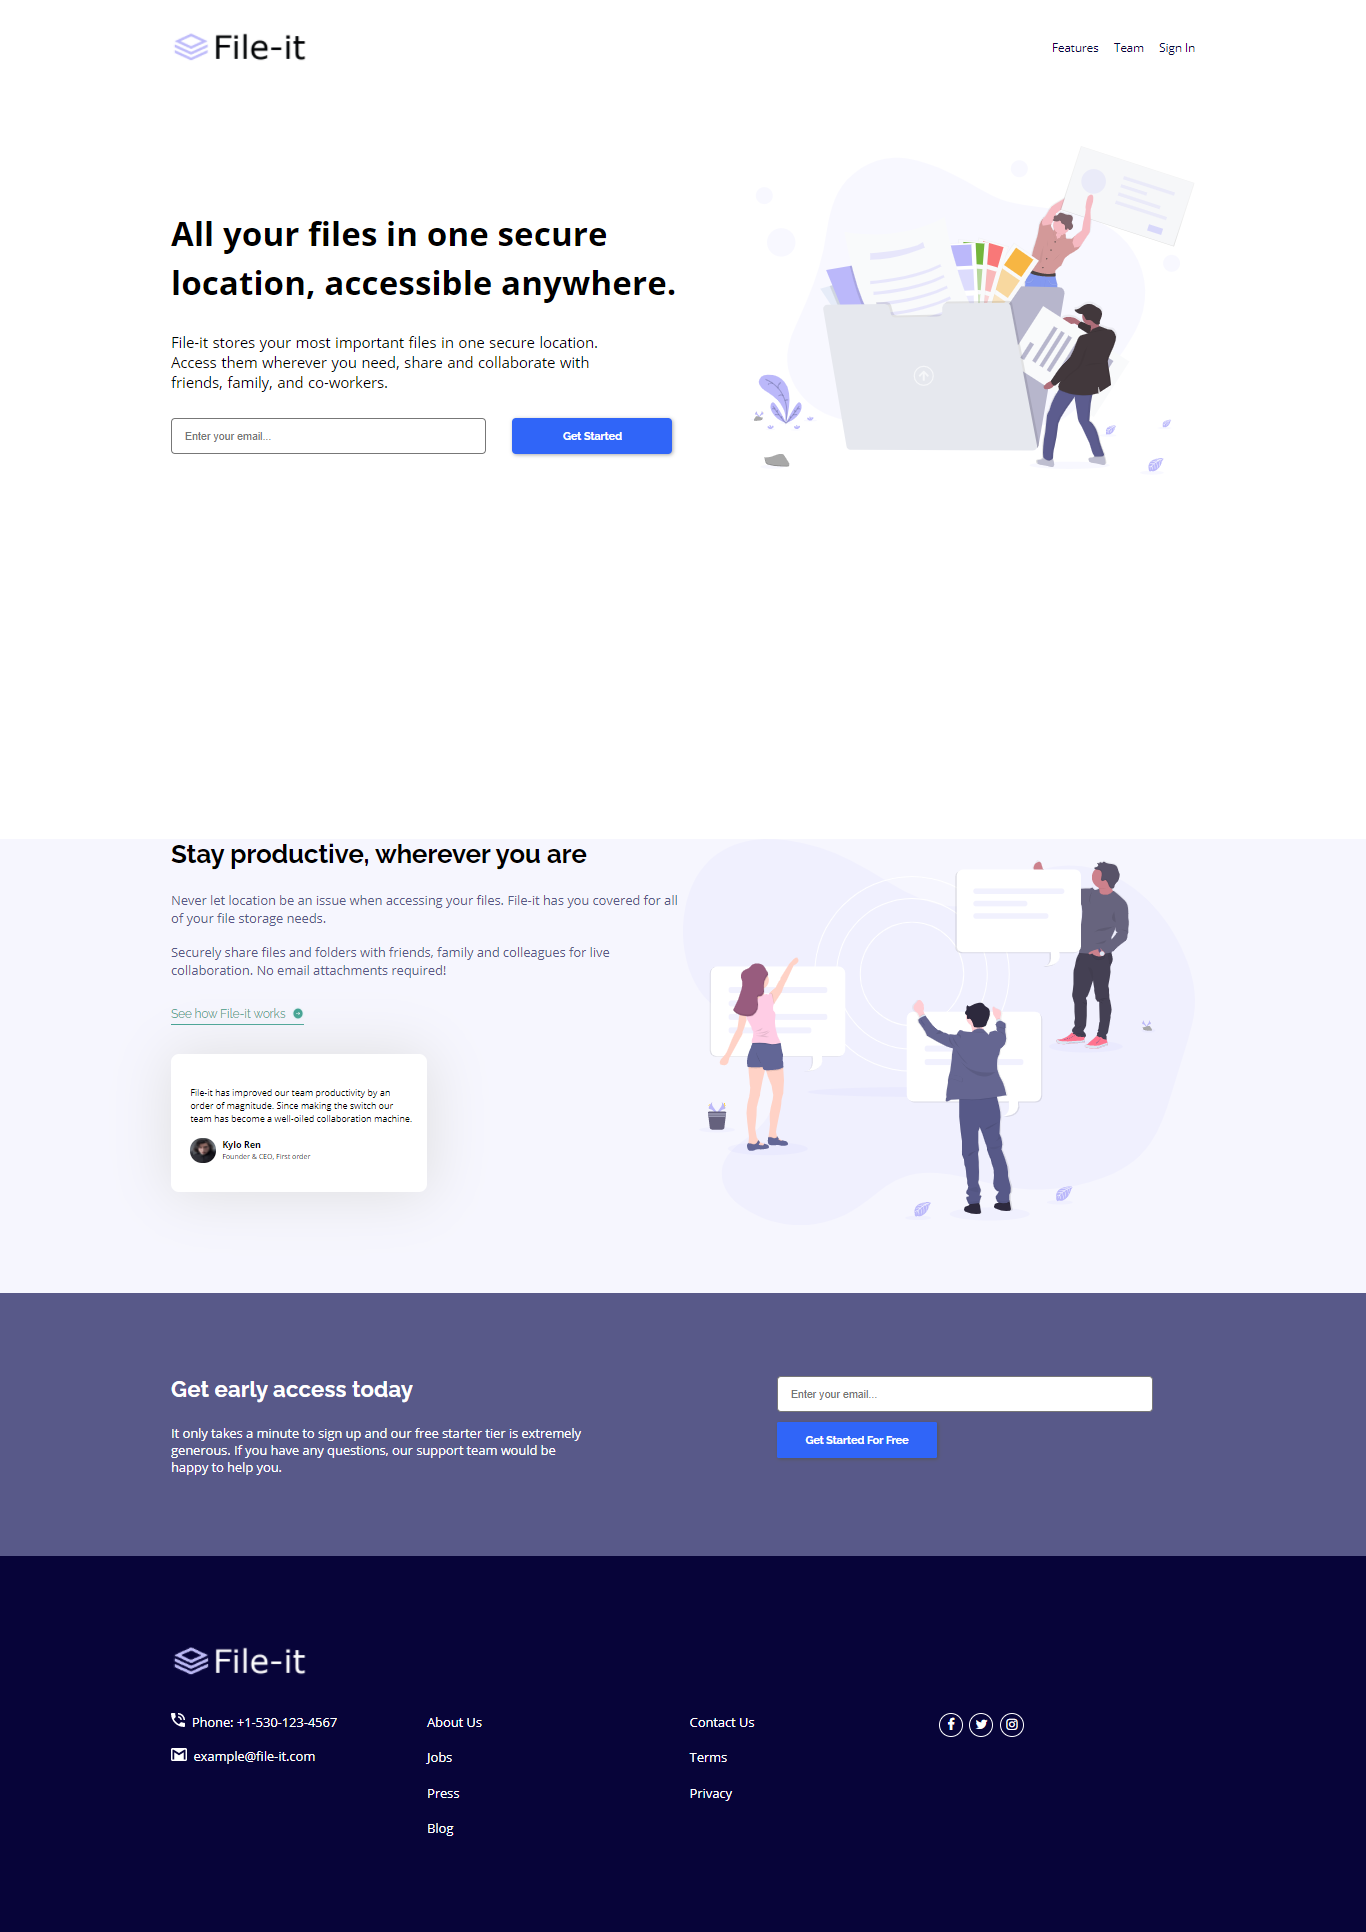 File-it
Features Team Sign In
All your files in one secure
location, accessible anywhere.
File-it stores your most important files in one secure location.
Access them wherever you need, share and collaborate with
friends, family, and co-workers.
Enter your email...
Get Started
Stay productive, wherever you are
Never let location be an issue when accessing your files. File-it has you covered for all
of your file storage needs.
Securely share files and folders with friends, family and colleagues for live
collaboration. No email attachments required!
See how File-it works
File-it has improved our team productivity by an
order of magnitude. Since making the switch our
team has become a well-oiled collaboration machine.
Kylo Ren
Founder & CEO, First order
Get early access today
It only takes a minute to sign up and our free starter tier is extremely
generous. If you have any questions, our support team would be
happy to help you.
Enter your email...
Get Started For Free
File-it
Phone: +1-530-123-4567
example@file-it.com
About Us
Jobs
Press
Blog
Contact Us
Terms
Privacy